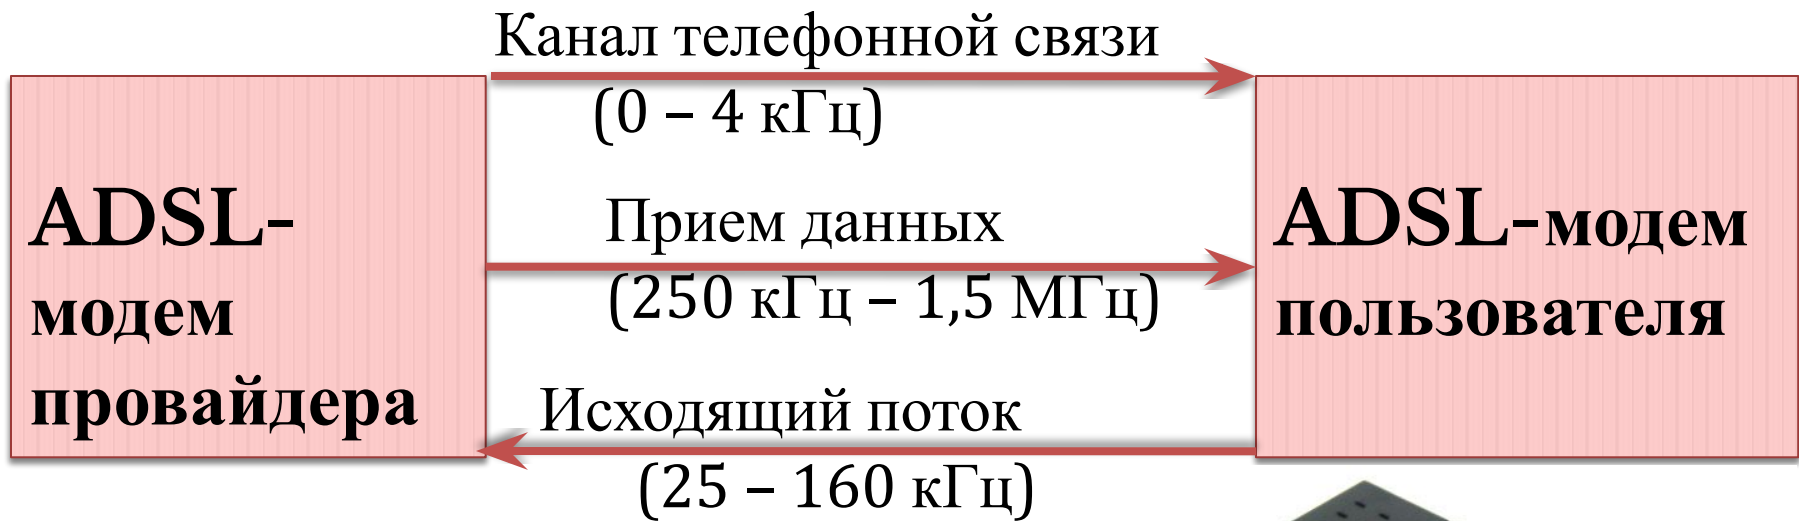 Канал телефонной связи
(0 – 4 кГц)
ADSL-
модем
провайдера
Прием данных
(250 кГц – 1,5 МГц)
Исходящий поток
(25 – 160 кГц)
ADSL-модем
пользователя